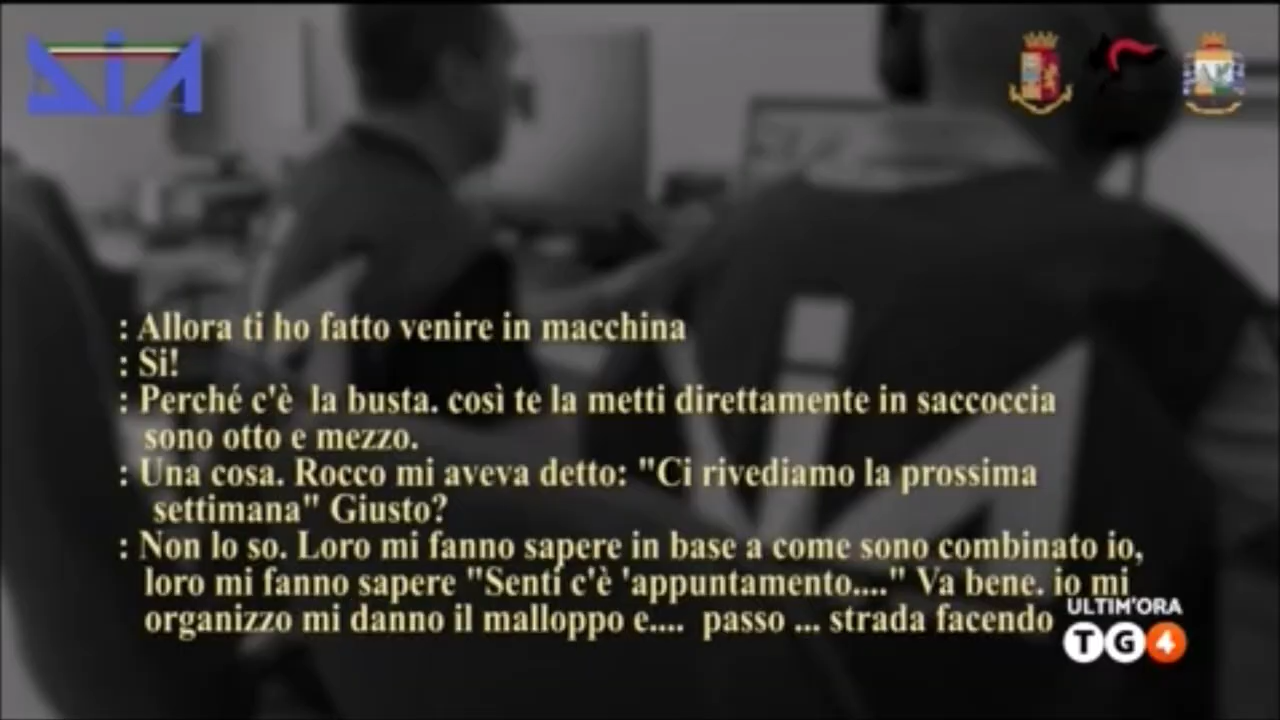 DIA
: Allora ti ho fatto venire in macchina
: Si!
: Perché c'è la busta. così te la metti direttamente in saccoccia
sono otto e mezzo.
: Una cosa. Rocco mi aveva detto: "Ci rivediamo la prossima
settimana" Giusto?
: Non lo so. Loro mi fanno sapere in base a come sono combinato io,
loro mi fanno sapere "Senti c'è 'appuntamento...." Va bene. io mi
organizzo mi danno il malloppo e.... passo ... strada facendo
ULTIM'ORA
TG4